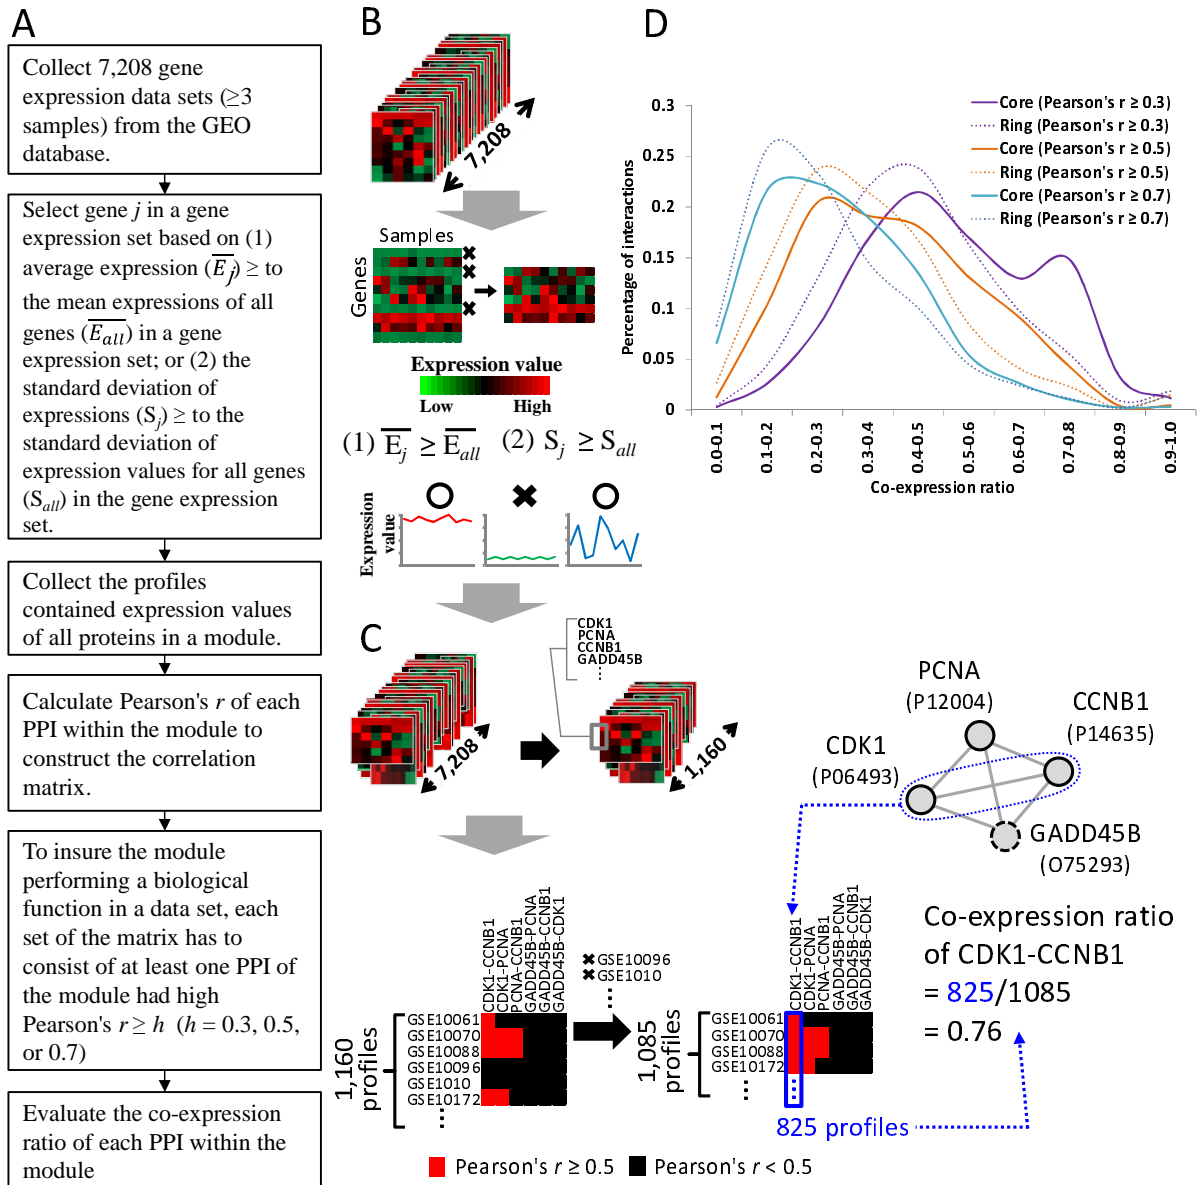 A
Collect 7,208 gene
expression data sets (≥3
samples) from the GEO
database.
Select gene j in a gene
expression set based on (1)
average expression (E̅j) ≥ to
the mean expressions of all
genes (E̅all) in a gene
expression set; or (2) the
standard deviation of
expressions (Sj) ≥ to the
standard deviation of
expression values for all genes
(Sall) in the gene expression
set.
Collect the profiles
contained expression values
of all proteins in a module.
Calculate Pearson's r of each
PPI within the module to
construct the correlation
matrix.
To insure the module
performing a biological
function in a data set, each
set of the matrix has to
consist of at least one PPI of
the module had high
Pearson's r ≥ h (h = 0.3, 0.5,
or 0.7)
Evaluate the co-expression
ratio of each PPI within the
module
B
7,208
Samples
Genes
Expression value
Low High
(1) E̅j ≥ E̅all (2) Sj ≥ Sall
Expression
value
C
CDK1
PCNA
CCNB1
GADD45B
7,208
1,160
CDK1-CCNB1
CDK1-PCNA
PCNA-CCNB1
GADD45B-PCNA
GADD45B-CCNB1
GADD45B-CDK1
1,160
profiles
GSE10061
GSE10070
GSE10088
GSE10096
GSE1010
GSE10172
GSE10096
GSE1010
CDK1-CCNB1
CDK1-PCNA
PCNA-CCNB1
GADD45B-PCNA
GADD45B-CCNB1
GADD45B-CDK1
1,085
profiles
GSE10061
GSE10070
GSE10088
GSE10172
825 profiles
Pearson's r ≥ 0.5
Pearson's r < 0.5
PCNA
(P12004)
CCNB1
(P14635)
CDK1
(P06493)
GADD45B
(O75293)
Co-expression ratio
of CDK1-CCNB1
= 825/1085
= 0.76
D
Percentage of interactions
0.3
0.25
0.2
0.15
0.1
0.05
0
Core (Pearson's r ≥ 0.3)
Ring (Pearson's r ≥ 0.3)
Core (Pearson's r ≥ 0.5)
Ring (Pearson's r ≥ 0.5)
Core (Pearson's r ≥ 0.7)
Ring (Pearson's r ≥ 0.7)
0.0-0.1
0.1-0.2
0.2-0.3
0.3-0.4
0.4-0.5
0.5-0.6
0.6-0.7
0.7-0.8
0.8-0.9
0.9-1.0
Co-expression ratio